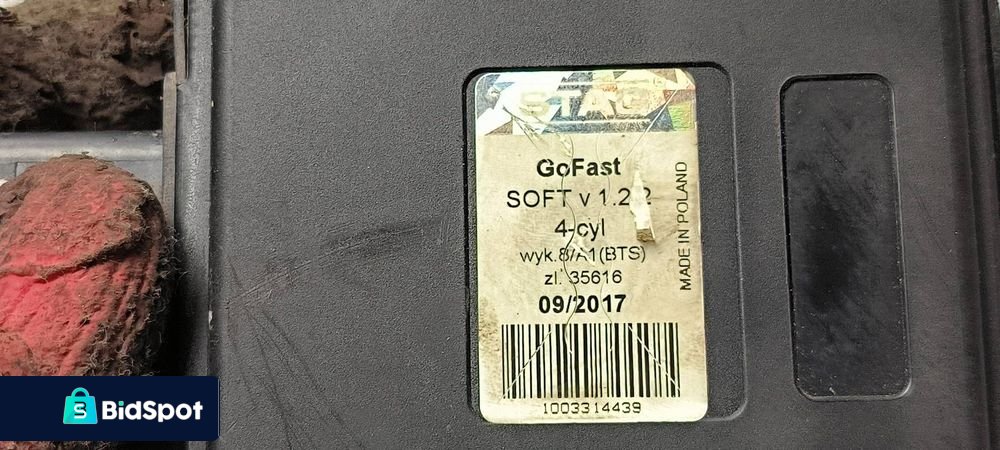 STAG
GoFast
SOFT v 1.2.2
4-cyl
wyk.8/A1(BTS)
zl. 35616
09/2017
1003314439
MADE IN POLAND
BidSpot